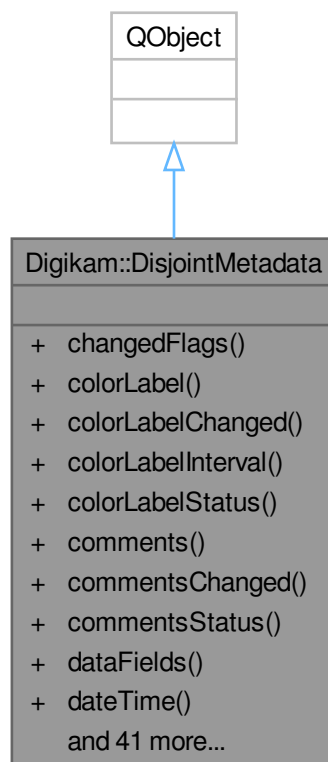 QObject
Digikam::DisjointMetadata
+ changedFlags()
+ colorLabel()
+ colorLabelChanged()
+ colorLabelInterval()
+ colorLabelStatus()
+ comments()
+ commentsChanged()
+ commentsStatus()
+ dataFields()
+ dateTime()
and 41 more...